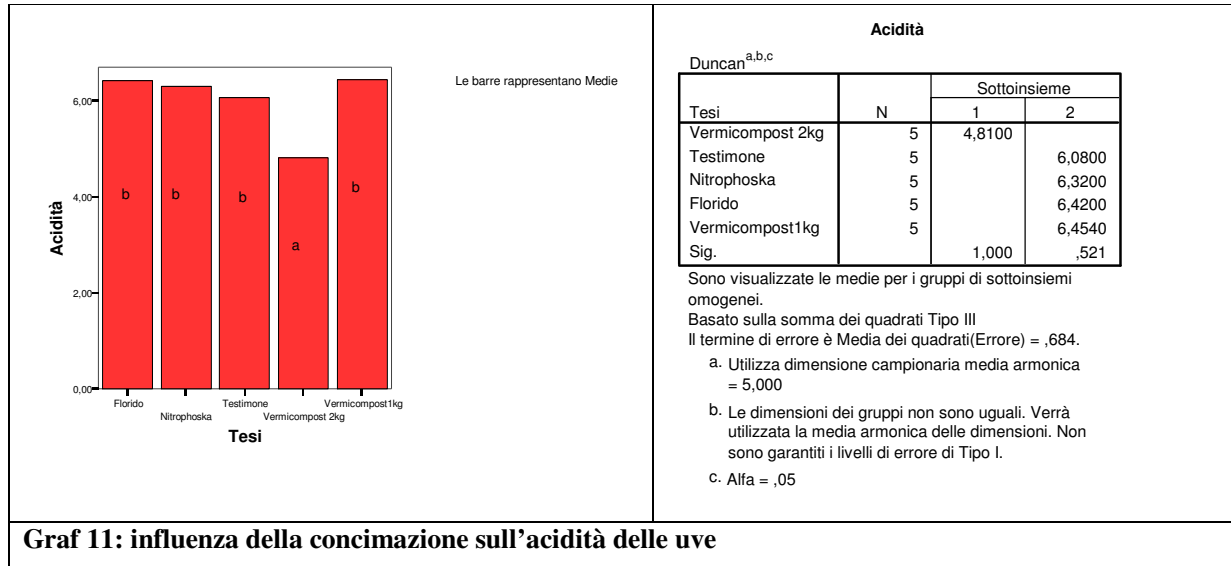 Le barre rappresentano Medie
6,00
4,00
2,00
0,00
Acidità
b
b
b
a
b
Florido
Nitrophoska
Testimone
Vermicompost 2kg
Vermicompost1kg
Tesi
Acidità
Duncan a,b,c
Sottoinsieme
Tesi N 1 2
Vermicompost 2kg 5 4,8100
Testimone 5 6,0800
Nitrophoska 5 6,3200
Florido 5 6,4200
Vermicompost1kg 5 6,4540
Sig. 1,000 ,521
Sono visualizzate le medie per i gruppi di sottoinsiemi
omogenei.
Basato sulla somma dei quadrati Tipo III
Il termine di errore è Media dei quadrati(Errore) = ,684.
a. Utilizza dimensione campionaria media armonica
= 5,000
b. Le dimensioni dei gruppi non sono uguali. Verrà
utilizzata la media armonica delle dimensioni. Non
sono garantiti i livelli di errore di Tipo I.
c. Alfa = ,05
Graf 11: influenza della concimazione sull’acidità delle uve